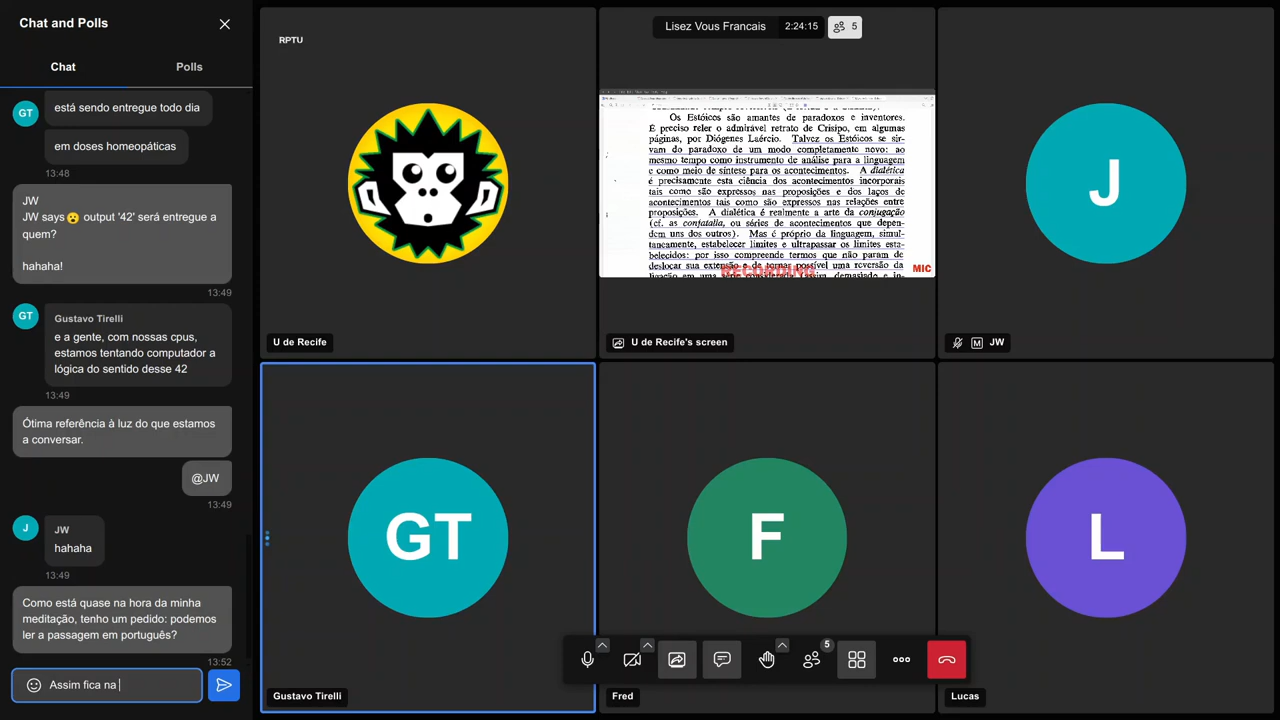 Chat and Polls
Chat
Polls
GT
está sendo entregue todo dia
em doses homeopáticas
13:48
JW
JW says😮 output '42' será entregue a
quem?
hahaha!
13:49
GT
Gustavo Tirelli
e a gente, com nossas cpus,
estamos tentando computador a
lógica do sentido desse 42
13:49
Ótima referência à luz do que estamos
a conversar.
@JW
13:49
J
JW
hahaha
13:49
Como está quase na hora da minha
meditação, tenho um pedido: podemos
ler a passagem em português?
13:52
Assim fica na
RPTU
U de Recife
Lisez Vous Francais 2:24:15 5
Os Estóicos são amantes de paradoxos e inventores.
É preciso reler o admirável retrato de Crisipo, em algumas
páginas, por Diógenes Laércio. Talvez os Estóicos se sir-
vam do paradoxo de um modo completamente novo: ao
mesmo tempo como instrumento de análise para a linguagem
e como meio de síntese para os acontecimentos. A dialética
é precisamente esta ciência dos acontecimentos incorporais
tais como são expressos nas proposições e dos laços de
acontecimentos tais como são expressos nas relações entre
proposições. A dialética é realmente a arte da conjugação
(cf. as confatalia, ou séries de acontecimentos que depen-
dem uns dos outros). Mas é próprio da linguagem, simul-
taneamente, estabelecer limites e ultrapassar os limites esta-
belecidos: por isso compreende termos que não param de
deslocar sua extensão e de tornar possível uma reversão da
ligação em uma série considerada (assim, demasiado e in-
RECORDING
MIC
U de Recife's screen
J
M JW
GT
Gustavo Tirelli
F
Fred
L
Lucas
5